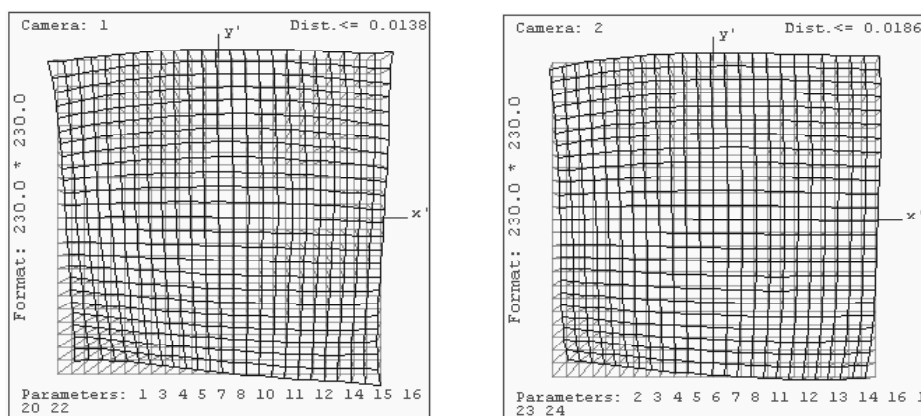 Camera: 1 Dist.<= 0.0138
y'
x'
Format: 230.0 * 230.0
Parameters: 1 3 4 5 7 8 10 11 12 14 15 16
20 22
Camera: 2 Dist.<= 0.0186
y'
x'
Format: 230.0 * 230.0
Parameters: 2 3 4 5 6 7 8 11 12 14 16 1
23 24